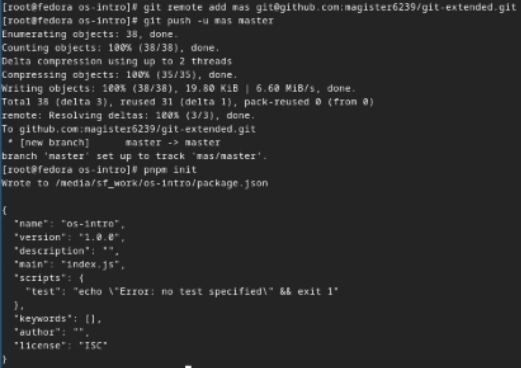 [root@fedora os-intro]# git remote add mas git@github.com:magister6239/git-extended.git
[root@fedora os-intro]# git push -u mas master
Enumerating objects: 38, done.
Counting objects: 100% (38/38), done.
Delta compression using up to 2 threads
Compressing objects: 100% (35/35), done.
Writing objects: 100% (38/38), 19.80 KiB | 6.60 MiB/s, done.
Total 38 (delta 3), reused 31 (delta 1), pack-reused 0 (from 0)
remote: Resolving deltas: 100% (3/3), done.
To github.com:magister6239/git-extended.git
 * [new branch]      master -> master
branch 'master' set up to track 'mas/master'.
[root@fedora os-intro]# pnpm init
Wrote to /media/sf_work/os-intro/package.json

{
  "name": "os-intro",
  "version": "1.0.0",
  "description": "",
  "main": "index.js",
  "scripts": {
    "test": "echo \"Error: no test specified\" && exit 1"
  },
  "keywords": [],
  "author": "",
  "license": "ISC"
}